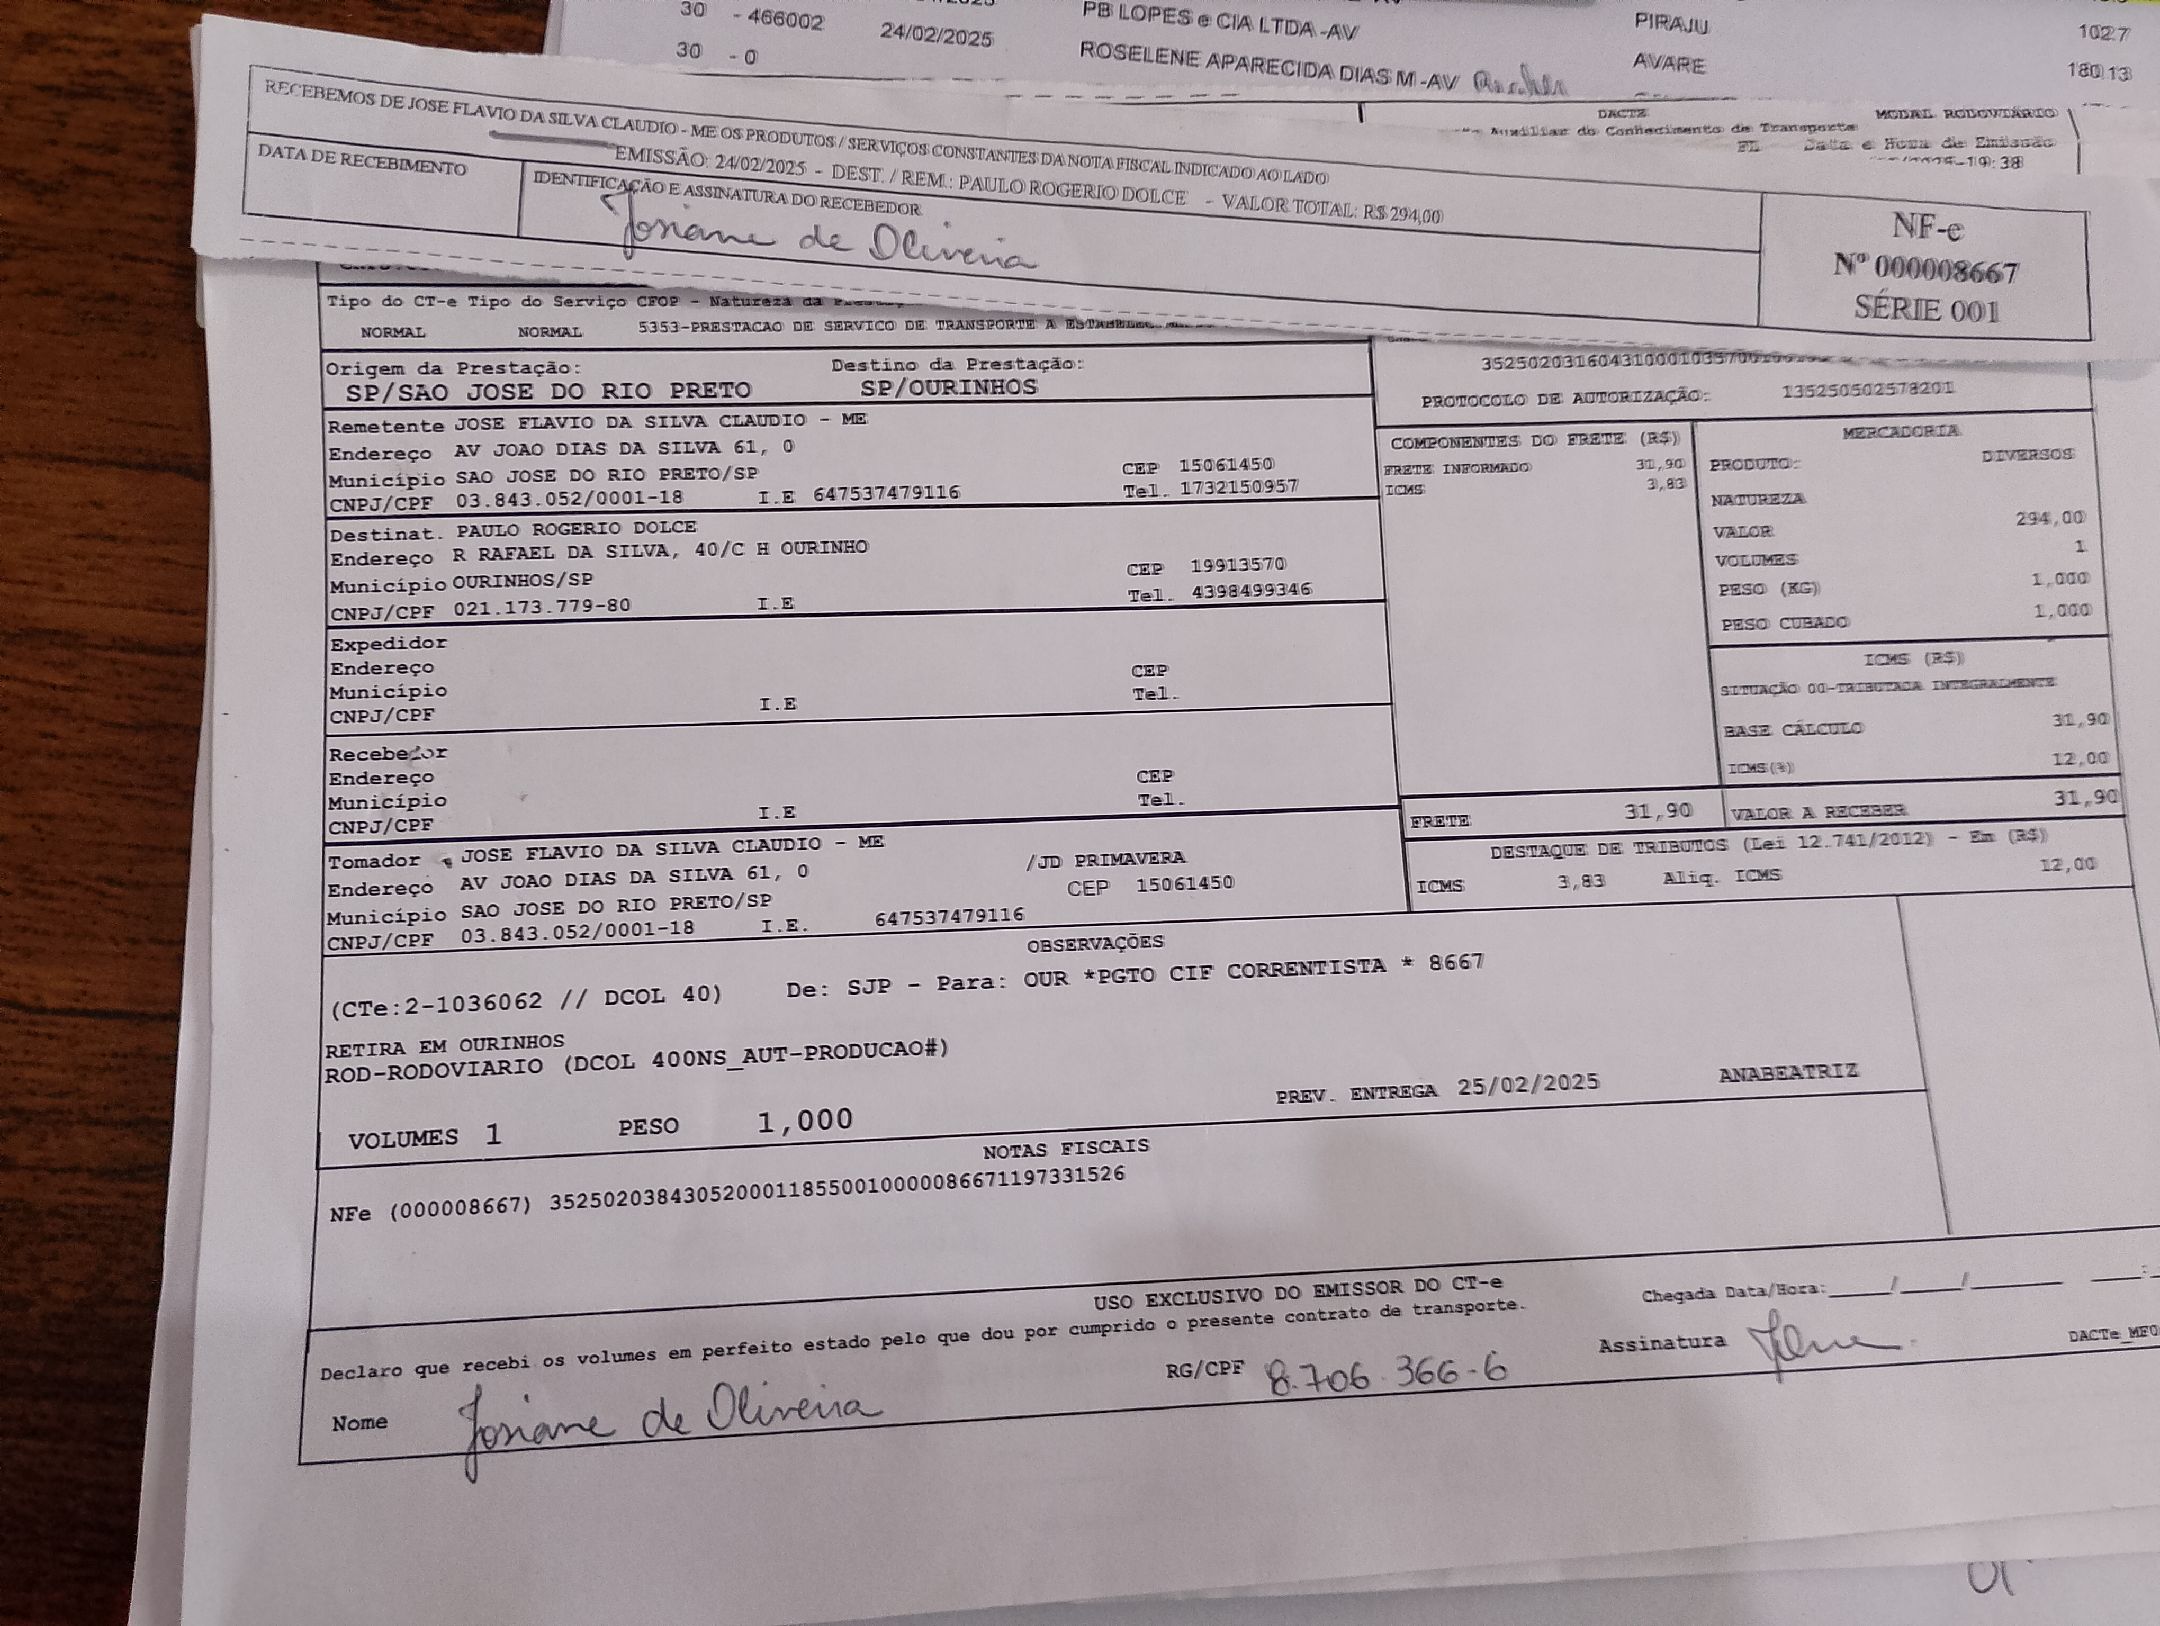 30 - 466002 24/02/2025 PB LOPES e CIA LTDA -AV PIRAJU 102.7
30 - 0 ROSELENE APARECIDA DIAS M -AV AVARE 180.13
DACTE MODAL RODOVIÁRIO
Auxiliar do Conhecimento de Transporte
FL Data e Hora de Emissão
19:38
RECEBEMOS DE JOSE FLAVIO DA SILVA CLAUDIO - ME OS PRODUTOS / SERVIÇOS CONSTANTES DA NOTA FISCAL INDICADO AO LADO
EMISSÃO: 24/02/2025 - DEST. / REM.: PAULO ROGERIO DOLCE - VALOR TOTAL: R$ 294,00
DATA DE RECEBIMENTO IDENTIFICAÇÃO E ASSINATURA DO RECEBEDOR
Josiane de Oliveira
NF-e
Nº 000008667
SÉRIE 001
Tipo do CT-e Tipo do Serviço CFOP - Natureza da
NORMAL NORMAL 5353-PRESTACAO DE SERVICO DE TRANSPORTE A
Origem da Prestação: Destino da Prestação:
SP/SAO JOSE DO RIO PRETO SP/OURINHOS
PROTOCOLO DE AUTORIZAÇÃO: 135250502578201
Remetente JOSE FLAVIO DA SILVA CLAUDIO - ME
Endereço AV JOAO DIAS DA SILVA 61, 0
Município SAO JOSE DO RIO PRETO/SP CEP 15061450
CNPJ/CPF 03.843.052/0001-18 I.E 647537479116 Tel. 1732150957
Destinat. PAULO ROGERIO DOLCE
Endereço R RAFAEL DA SILVA, 40/C H OURINHO
Município OURINHOS/SP CEP 19913570
CNPJ/CPF 021.173.779-80 I.E Tel. 4398499346
Expedidor
Endereço
Município CEP
CNPJ/CPF I.E Tel.
Recebedor
Endereço
Município CEP
CNPJ/CPF I.E Tel.
Tomador JOSE FLAVIO DA SILVA CLAUDIO - ME
Endereço AV JOAO DIAS DA SILVA 61, 0 /JD PRIMAVERA
Município SAO JOSE DO RIO PRETO/SP CEP 15061450
CNPJ/CPF 03.843.052/0001-18 I.E. 647537479116
COMPONENTES DO FRETE (R$)
FRETE INFORMADO 31,90
ICMS 3,83
MERCADORIA
PRODUTO: DIVERSOS
NATUREZA
VALOR 294,00
VOLUMES 1
PESO (KG) 1,000
PESO CUBADO 1,000
ICMS (R$)
SITUAÇÃO 00-TRIBUTACA INTEGRALMENTE
BASE CÁLCULO 31,90
ICMS(%) 12,00
FRETE 31,90 VALOR A RECEBER 31,90
DESTAQUE DE TRIBUTOS (Lei 12.741/2012) - Em (R$)
ICMS 3,83 Aliq. ICMS 12,00
OBSERVAÇÕES
(CTe:2-1036062 // DCOL 40) De: SJP - Para: OUR *PGTO CIF CORRENTISTA * 8667
RETIRA EM OURINHOS
ROD-RODOVIARIO (DCOL 400NS_AUT-PRODUCAO#)
VOLUMES 1 PESO 1,000 PREV. ENTREGA 25/02/2025 ANABEATRIZ
NOTAS FISCAIS
NFe (000008667) 35250203843052000118550010000086671197331526
USO EXCLUSIVO DO EMISSOR DO CT-e
Declaro que recebi os volumes em perfeito estado pelo que dou por cumprido o presente contrato de transporte.
Chegada Data/Hora:_____/_____/_______ ____:
Nome Josiane de Oliveira RG/CPF 8.706.366-6 Assinatura